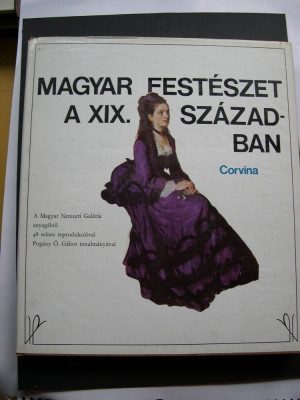 MAGYAR FESTÉSZET
A XIX. SZÁZAD-
BAN
Corvina
A Magyar Nemzeti Galéria
anyagából
48 színes reprodukcióval
Pogány Ö. Gábor tanulmányával